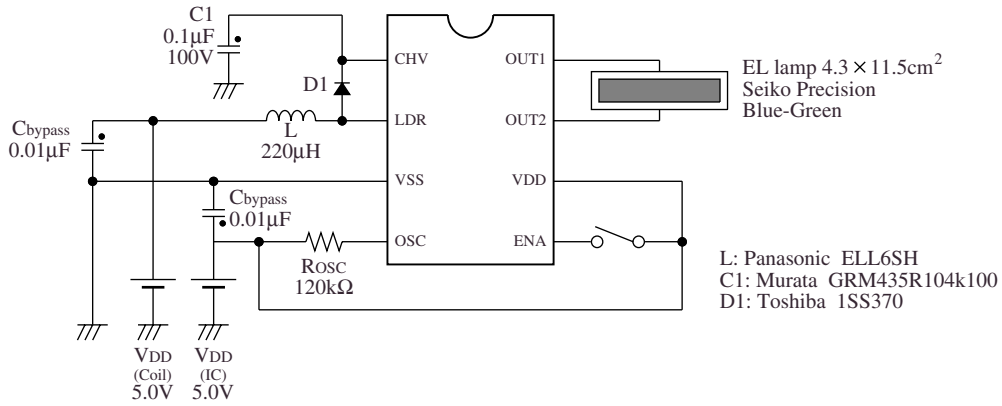 C1
0.1µF
100V
D1
L
220µH
Cbypass
0.01µF
Cbypass
0.01µF
ROSC
120kΩ
VDD
(Coil)
5.0V
VDD
(IC)
5.0V
CHV
LDR
VSS
OSC
OUT1
OUT2
VDD
ENA
EL lamp 4.3×11.5cm²
Seiko Precision
Blue-Green
L: Panasonic ELL6SH
C1: Murata GRM435R104k100
D1: Toshiba 1SS370